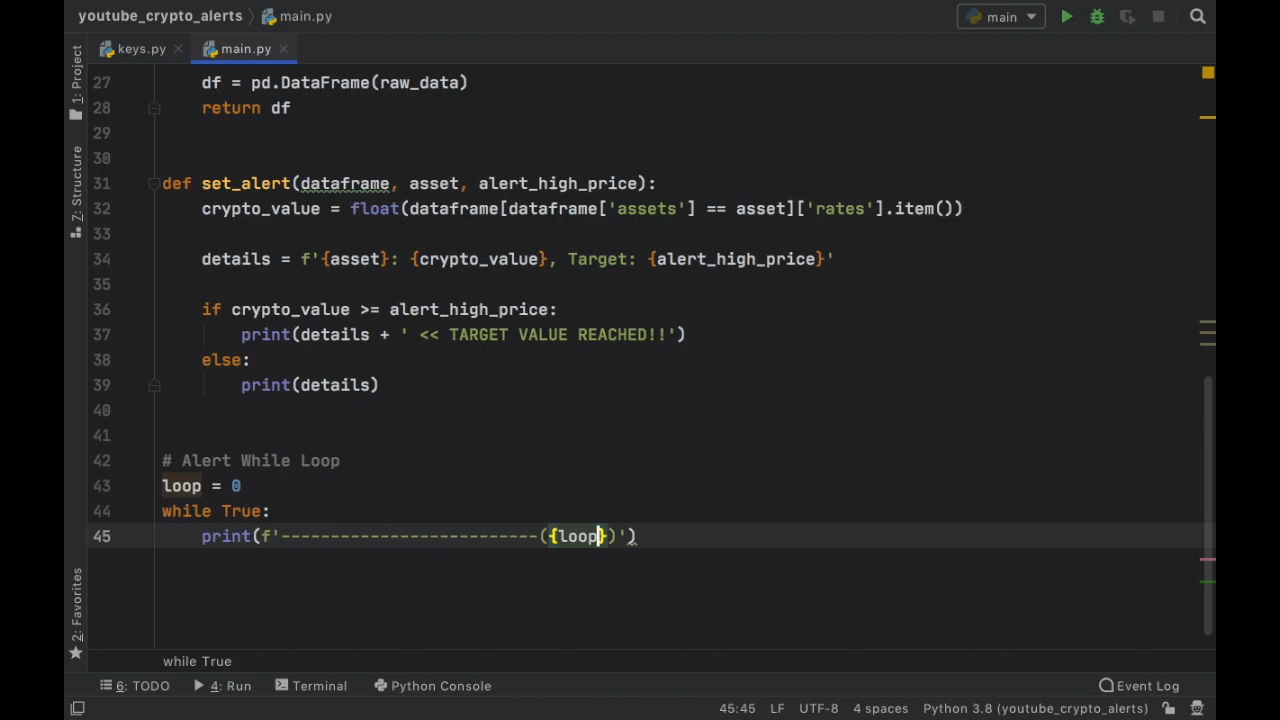 youtube_crypto_alerts
main.py
main
keys.py
main.py
1: Project
7: Structure
2: Favorites
27 df = pd.DataFrame(raw_data)
28 return df
29
30
31 def set_alert(dataframe, asset, alert_high_price):
32 crypto_value = float(dataframe[dataframe['assets'] == asset]['rates'].item())
33
34 details = f'{asset}: {crypto_value}, Target: {alert_high_price}'
35
36 if crypto_value >= alert_high_price:
37 print(details + ' << TARGET VALUE REACHED!!')
38 else:
39 print(details)
40
41
42 # Alert While Loop
43 loop = 0
44 while True:
45 print(f'--------------------------({loop})')
while True
6: TODO
4: Run
Terminal
Python Console
Event Log
45:45 LF UTF-8 4 spaces Python 3.8 (youtube_crypto_alerts)